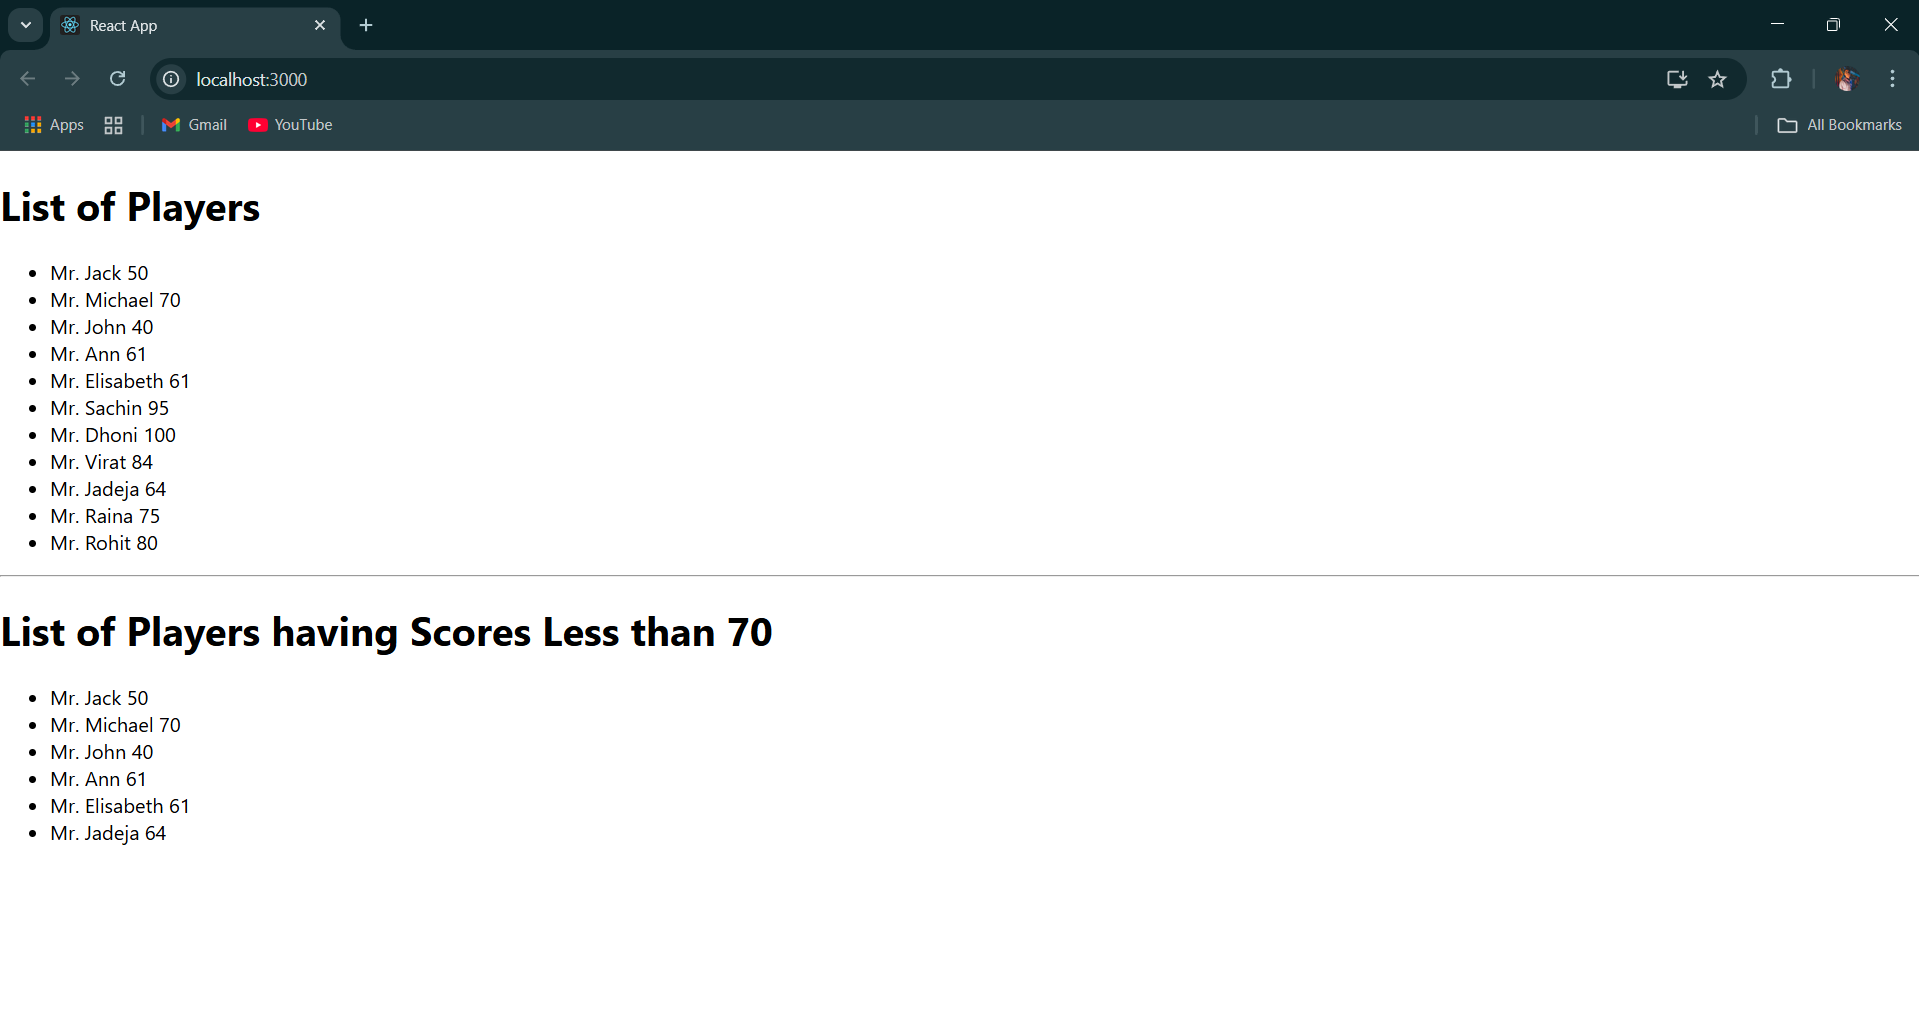 React App
localhost:3000
Apps
Gmail
YouTube
All Bookmarks
List of Players
Mr. Jack 50
Mr. Michael 70
Mr. John 40
Mr. Ann 61
Mr. Elisabeth 61
Mr. Sachin 95
Mr. Dhoni 100
Mr. Virat 84
Mr. Jadeja 64
Mr. Raina 75
Mr. Rohit 80
List of Players having Scores Less than 70
Mr. Jack 50
Mr. Michael 70
Mr. John 40
Mr. Ann 61
Mr. Elisabeth 61
Mr. Jadeja 64